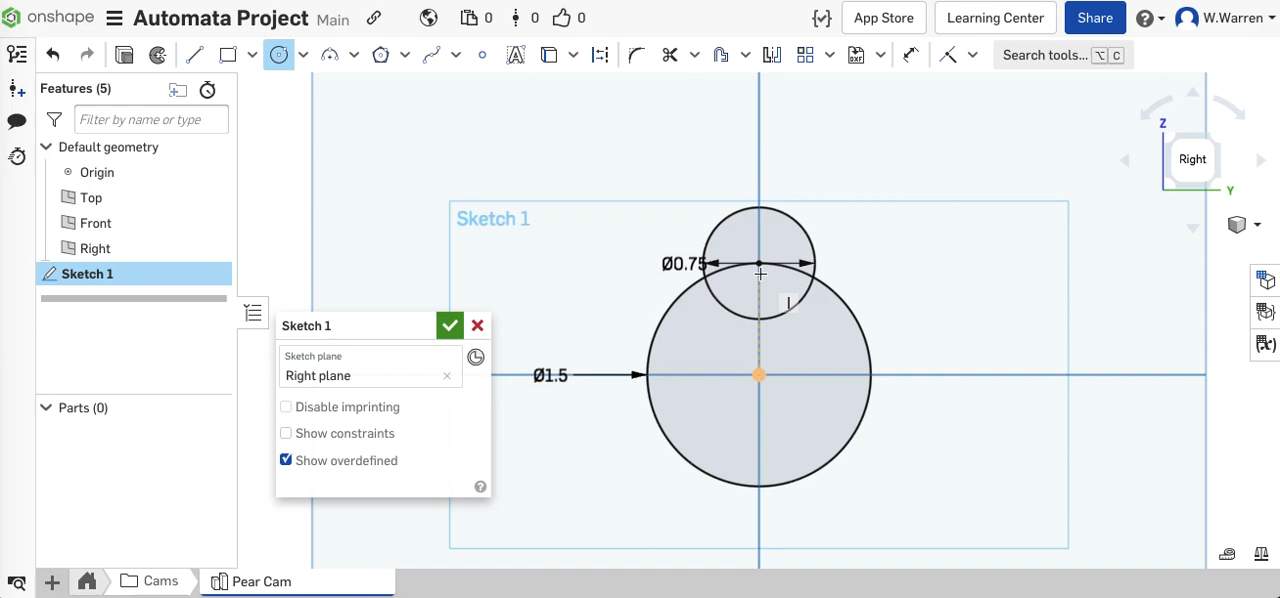 onshape Automata Project Main 0 0 0 App Store Learning Center Share W.Warren
Search tools... ⌥ C
Features (5)
Filter by name or type
Default geometry
Origin
Top
Front
Right
Sketch 1
Parts (0)
Sketch 1
Sketch plane
Right plane
Disable imprinting
Show constraints
Show overdefined
Sketch 1
Ø0.75
Ø1.5
Z
Right
Y
Cams
Pear Cam